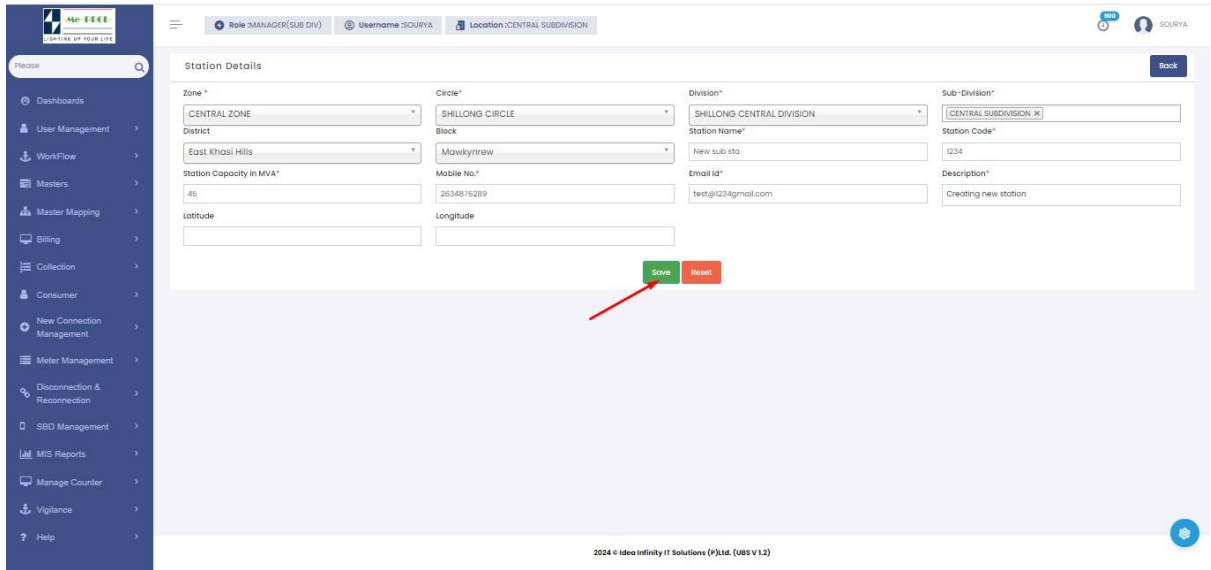 Me-PDCL
LIGHTING OF YOUR LIFE
Role :MANAGER(SUB DIV)
Username :SOURYA
Location :CENTRAL SUBDIVISION
600
SOURYA
Please
Dashboards
User Management
WorkFlow
Masters
Master Mapping
Billing
Collection
Consumer
New Connection
Management
Meter Management
Disconnection &
Reconnection
SBD Management
MIS Reports
Manage Counter
Vigilance
Help
Station Details
Back
Zone * Circle* Division* Sub-Division*
CENTRAL ZONE SHILLONG CIRCLE SHILLONG CENTRAL DIVISION CENTRAL SUBDIVISION ×
District Block Station Name* Station Code*
East Khasi Hills Mawkynrew New sub sta 1234
Station Capacity in MVA* Mobile No.* Email Id* Description*
45 2634876289 test@1234gmail.com Creating new station
Latitude Longitude
Save Reset
2024 © Idea Infinity IT Solutions (P)Ltd. (UBS V 1.2)